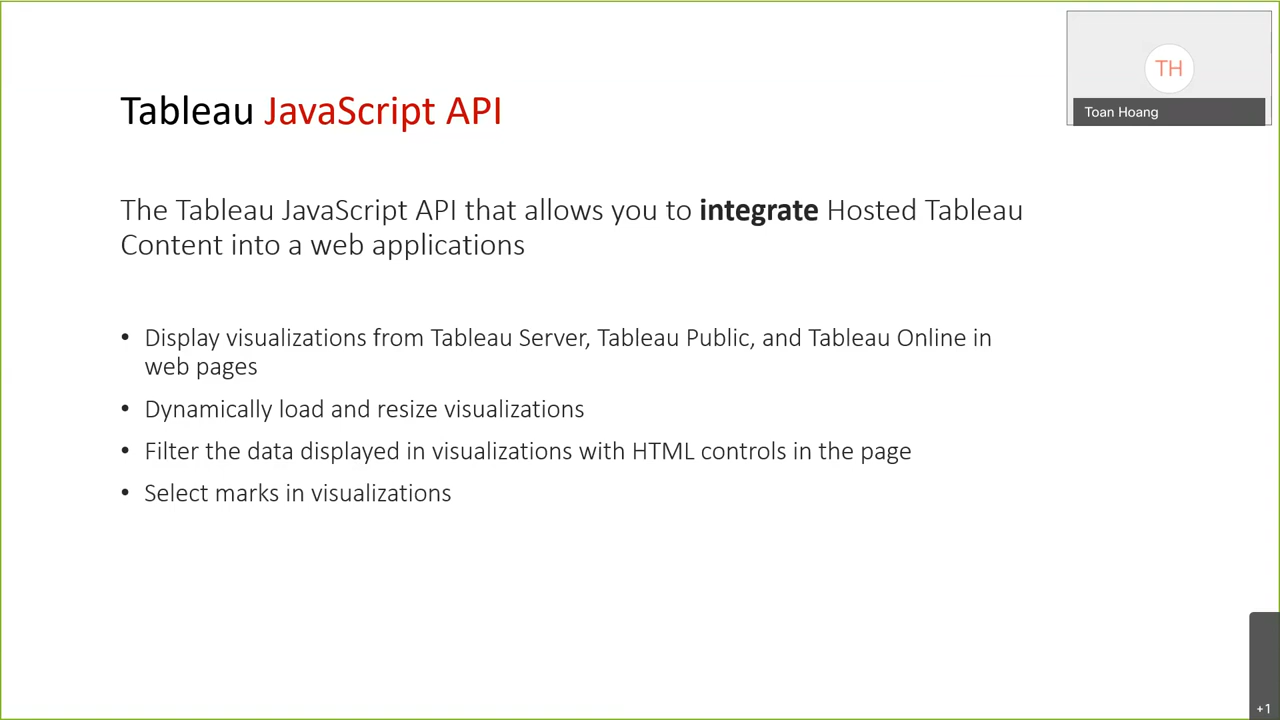 Tableau JavaScript API
TH
Toan Hoang
The Tableau JavaScript API that allows you to integrate Hosted Tableau
Content into a web applications
• Display visualizations from Tableau Server, Tableau Public, and Tableau Online in
web pages
• Dynamically load and resize visualizations
• Filter the data displayed in visualizations with HTML controls in the page
• Select marks in visualizations
+1